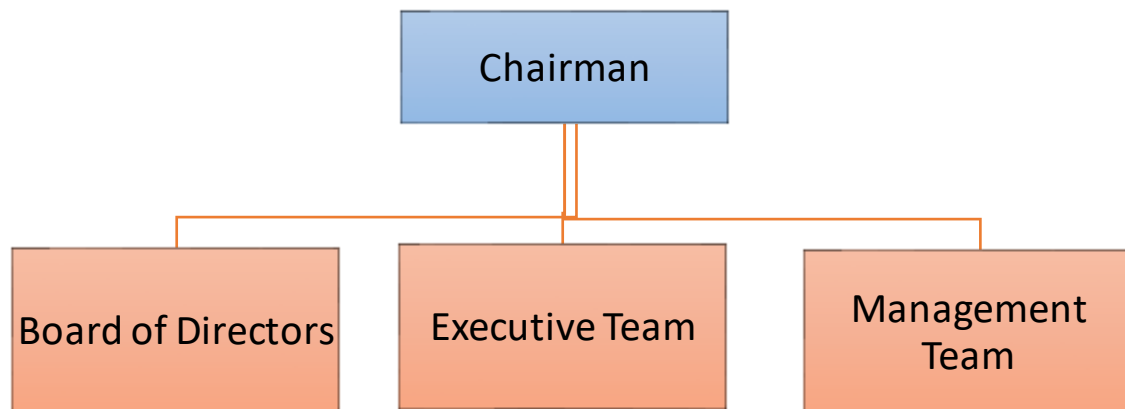 Chairman
Board of Directors
Executive Team
Management
Team